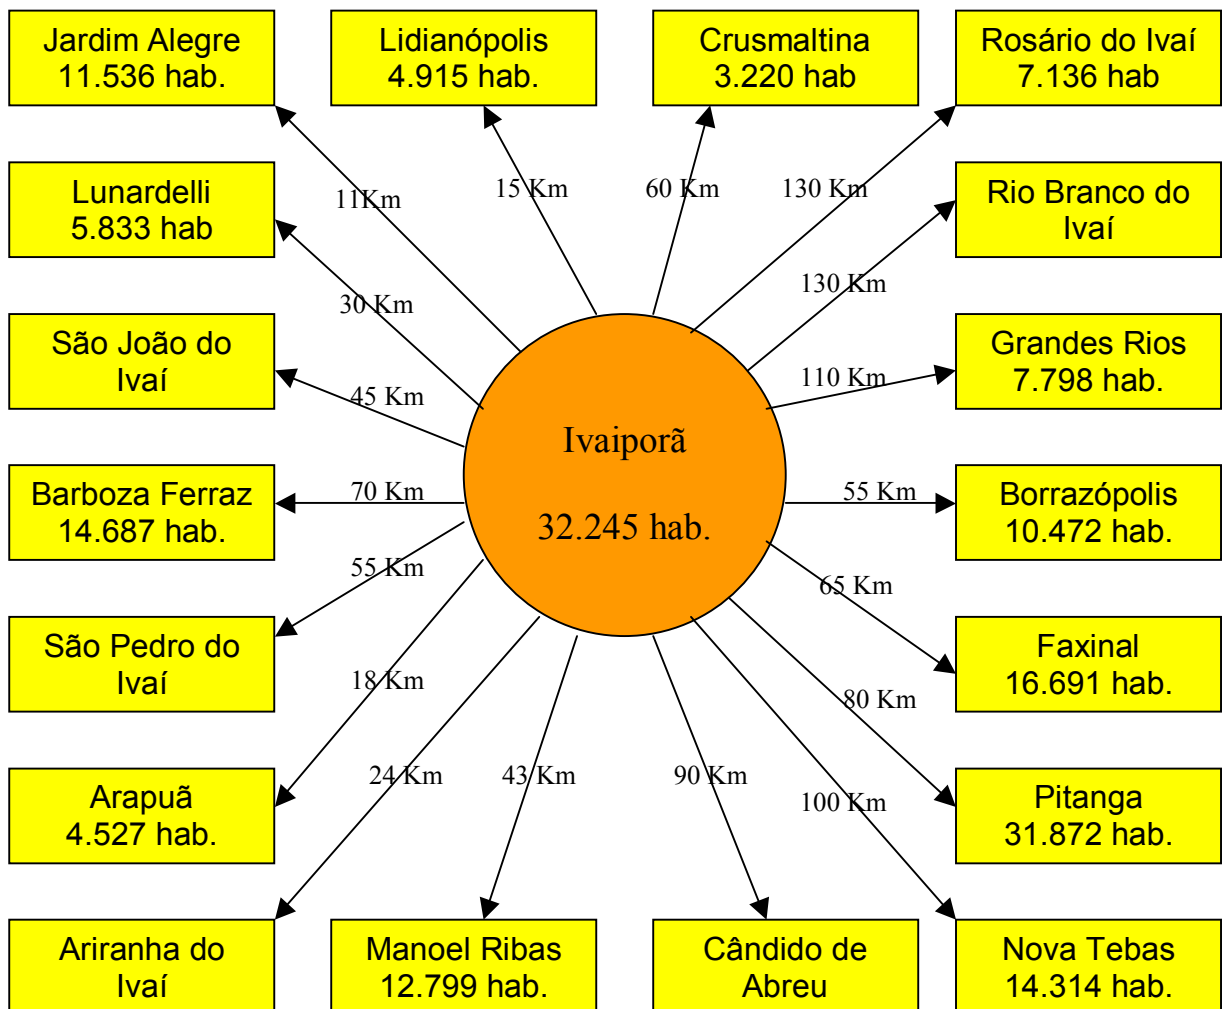 Jardim Alegre
11.536 hab.
Lidianópolis
4.915 hab.
Crusmaltina
3.220 hab
Rosário do Ivaí
7.136 hab
11Km
15 Km
60 Km
130 Km
Lunardelli
5.833 hab
Rio Branco do
Ivaí
30 Km
130 Km
São João do
Ivaí
Grandes Rios
7.798 hab.
45 Km
110 Km
Ivaiporã
32.245 hab.
Barboza Ferraz
14.687 hab.
70 Km
55 Km
Borrazópolis
10.472 hab.
55 Km
65 Km
São Pedro do
Ivaí
Faxinal
16.691 hab.
18 Km
80 Km
24 Km
43 Km
90 Km
100 Km
Arapuã
4.527 hab.
Pitanga
31.872 hab.
Ariranha do
Ivaí
Manoel Ribas
12.799 hab.
Cândido de
Abreu
Nova Tebas
14.314 hab.